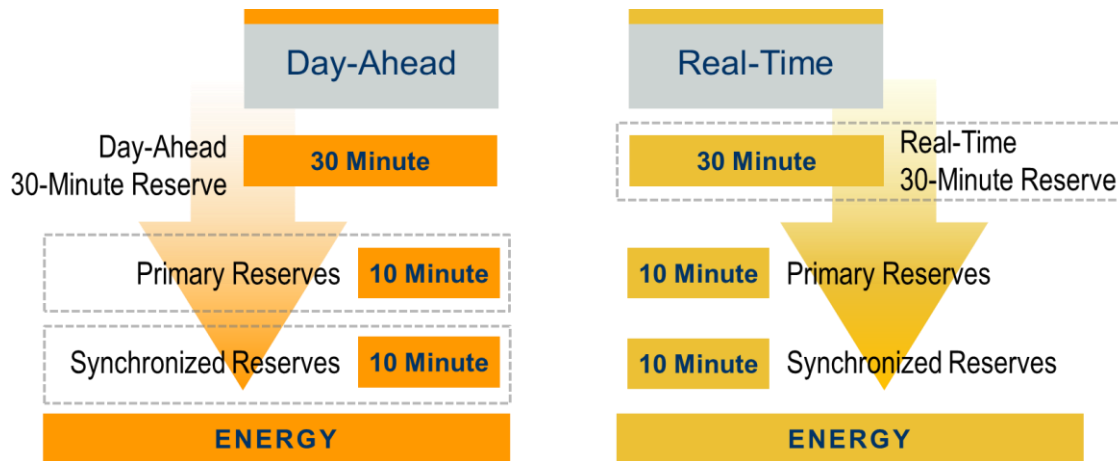 Day-Ahead
Day-Ahead
30-Minute Reserve
30 Minute
Primary Reserves
10 Minute
Synchronized Reserves
10 Minute
ENERGY
Real-Time
30 Minute
Real-Time
30-Minute Reserve
10 Minute
Primary Reserves
10 Minute
Synchronized Reserves
ENERGY